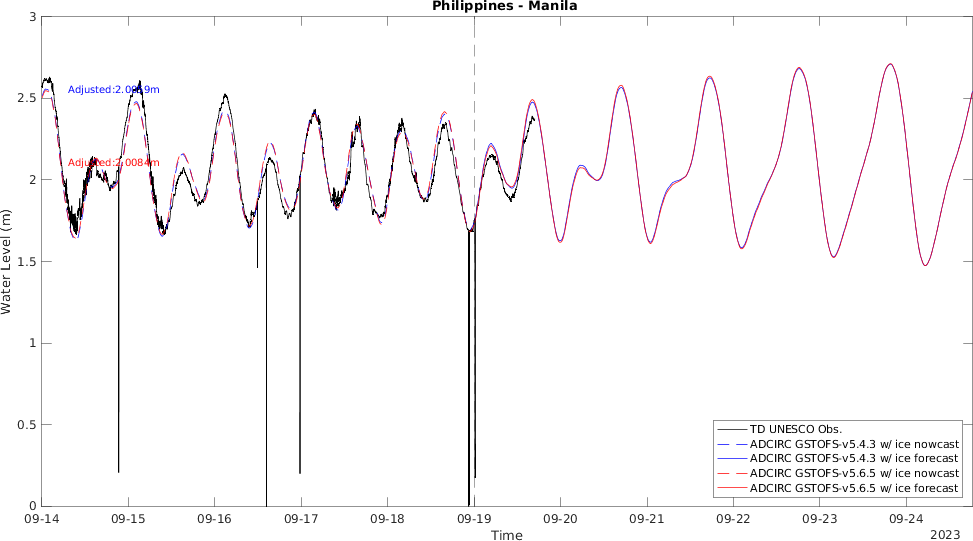 Philippines - Manila
3
2.5
2
1.5
1
0.5
0
Water Level (m)
Adjusted:2.0 9m
Adjusted:2.0084m
TD UNESCO Obs.
ADCIRC GSTOFS-v5.4.3 w/ ice nowcast
ADCIRC GSTOFS-v5.4.3 w/ ice forecast
ADCIRC GSTOFS-v5.6.5 w/ ice nowcast
ADCIRC GSTOFS-v5.6.5 w/ ice forecast
09-14 09-15 09-16 09-17 09-18 09-19 09-20 09-21 09-22 09-23 09-24
Time
2023